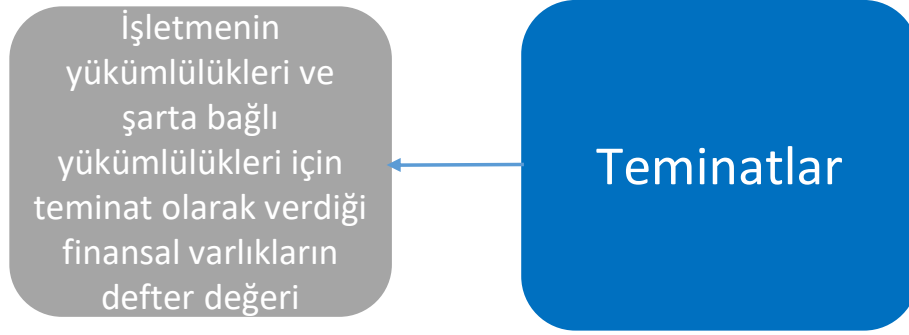 İşletmenin
yükümlülükleri ve
şarta bağlı
yükümlülükleri için
teminat olarak verdiği
finansal varlıkların
defter değeri
Teminatlar